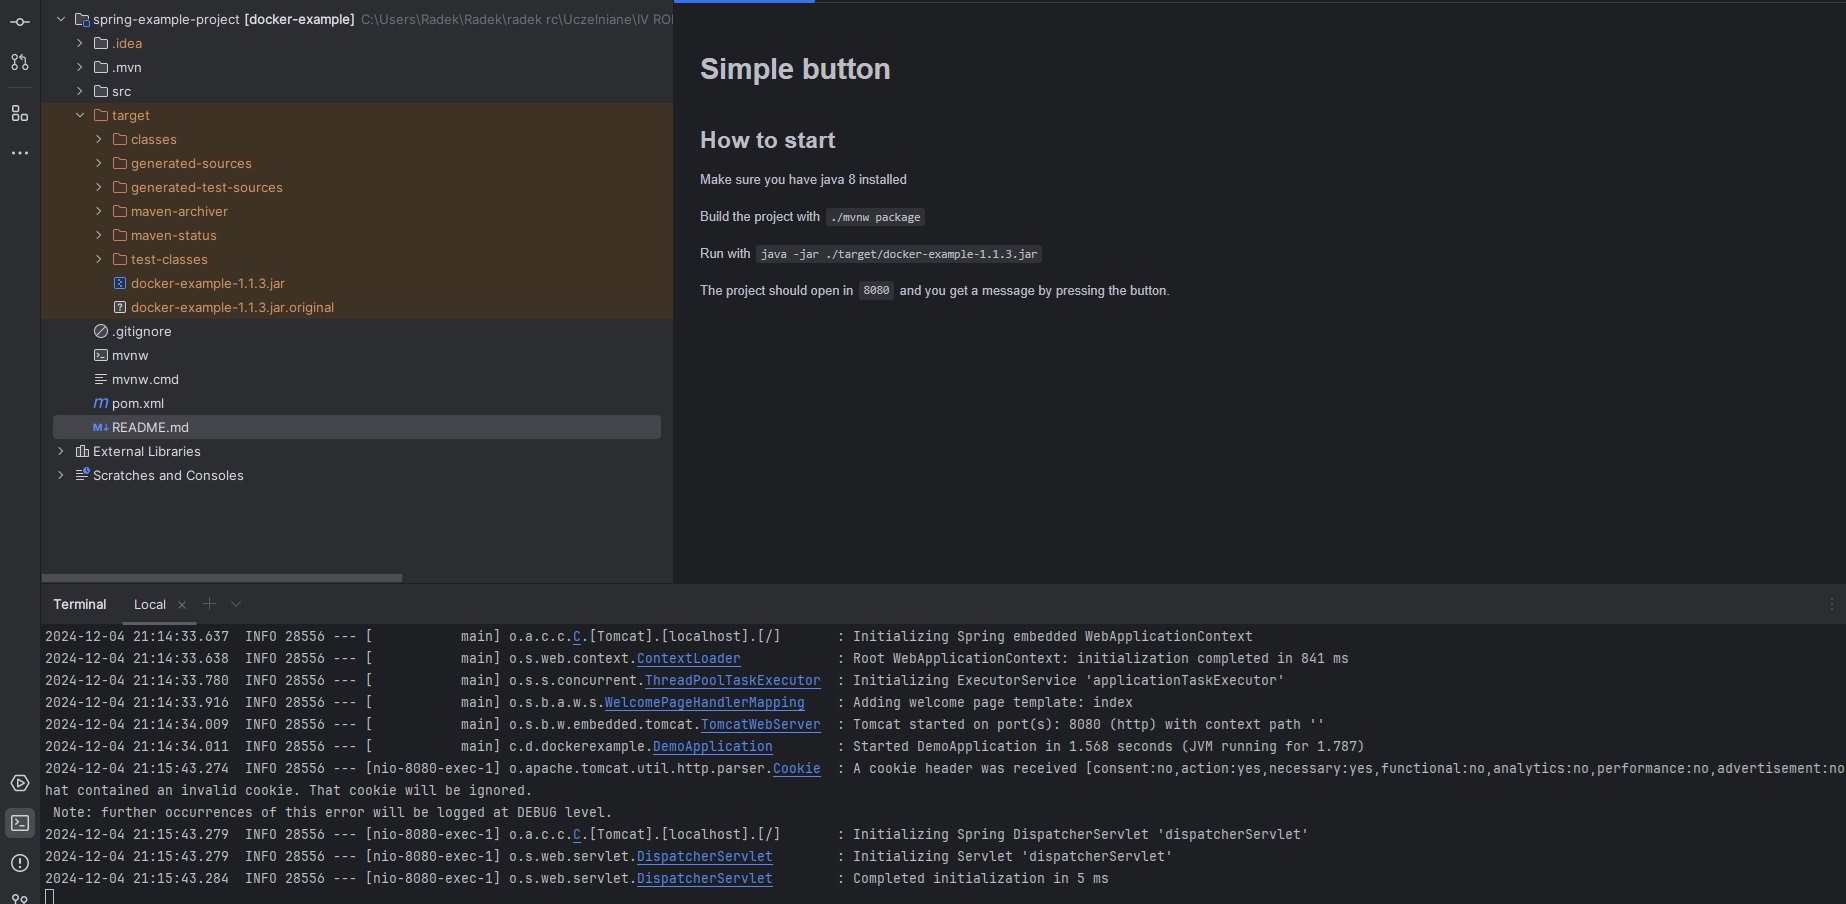 spring-example-project [docker-example] C:\Users\Radek\Radek\radek rc\Uczelniane\IV RO
.idea
.mvn
src
target
classes
generated-sources
generated-test-sources
maven-archiver
maven-status
test-classes
docker-example-1.1.3.jar
docker-example-1.1.3.jar.original
.gitignore
mvnw
mvnw.cmd
pom.xml
README.md
External Libraries
Scratches and Consoles
Simple button
How to start
Make sure you have java 8 installed
Build the project with ./mvnw package
Run with java -jar ./target/docker-example-1.1.3.jar
The project should open in 8080 and you get a message by pressing the button.
Terminal Local
2024-12-04 21:14:33.637  INFO 28556 --- [           main] o.a.c.c.C.[Tomcat].[localhost].[/]       : Initializing Spring embedded WebApplicationContext
2024-12-04 21:14:33.638  INFO 28556 --- [           main] o.s.web.context.ContextLoader            : Root WebApplicationContext: initialization completed in 841 ms
2024-12-04 21:14:33.780  INFO 28556 --- [           main] o.s.s.concurrent.ThreadPoolTaskExecutor  : Initializing ExecutorService 'applicationTaskExecutor'
2024-12-04 21:14:33.916  INFO 28556 --- [           main] o.s.b.a.w.s.WelcomePageHandlerMapping    : Adding welcome page template: index
2024-12-04 21:14:34.009  INFO 28556 --- [           main] o.s.b.w.embedded.tomcat.TomcatWebServer  : Tomcat started on port(s): 8080 (http) with context path ''
2024-12-04 21:14:34.011  INFO 28556 --- [           main] c.d.dockerexample.DemoApplication        : Started DemoApplication in 1.568 seconds (JVM running for 1.787)
2024-12-04 21:15:43.274  INFO 28556 --- [nio-8080-exec-1] o.apache.tomcat.util.http.parser.Cookie  : A cookie header was received [consent:no,action:yes,necessary:yes,functional:no,analytics:no,performance:no,advertisement:no
hat contained an invalid cookie. That cookie will be ignored.
Note: further occurrences of this error will be logged at DEBUG level.
2024-12-04 21:15:43.279  INFO 28556 --- [nio-8080-exec-1] o.a.c.c.C.[Tomcat].[localhost].[/]       : Initializing Spring DispatcherServlet 'dispatcherServlet'
2024-12-04 21:15:43.279  INFO 28556 --- [nio-8080-exec-1] o.s.web.servlet.DispatcherServlet        : Initializing Servlet 'dispatcherServlet'
2024-12-04 21:15:43.284  INFO 28556 --- [nio-8080-exec-1] o.s.web.servlet.DispatcherServlet        : Completed initialization in 5 ms